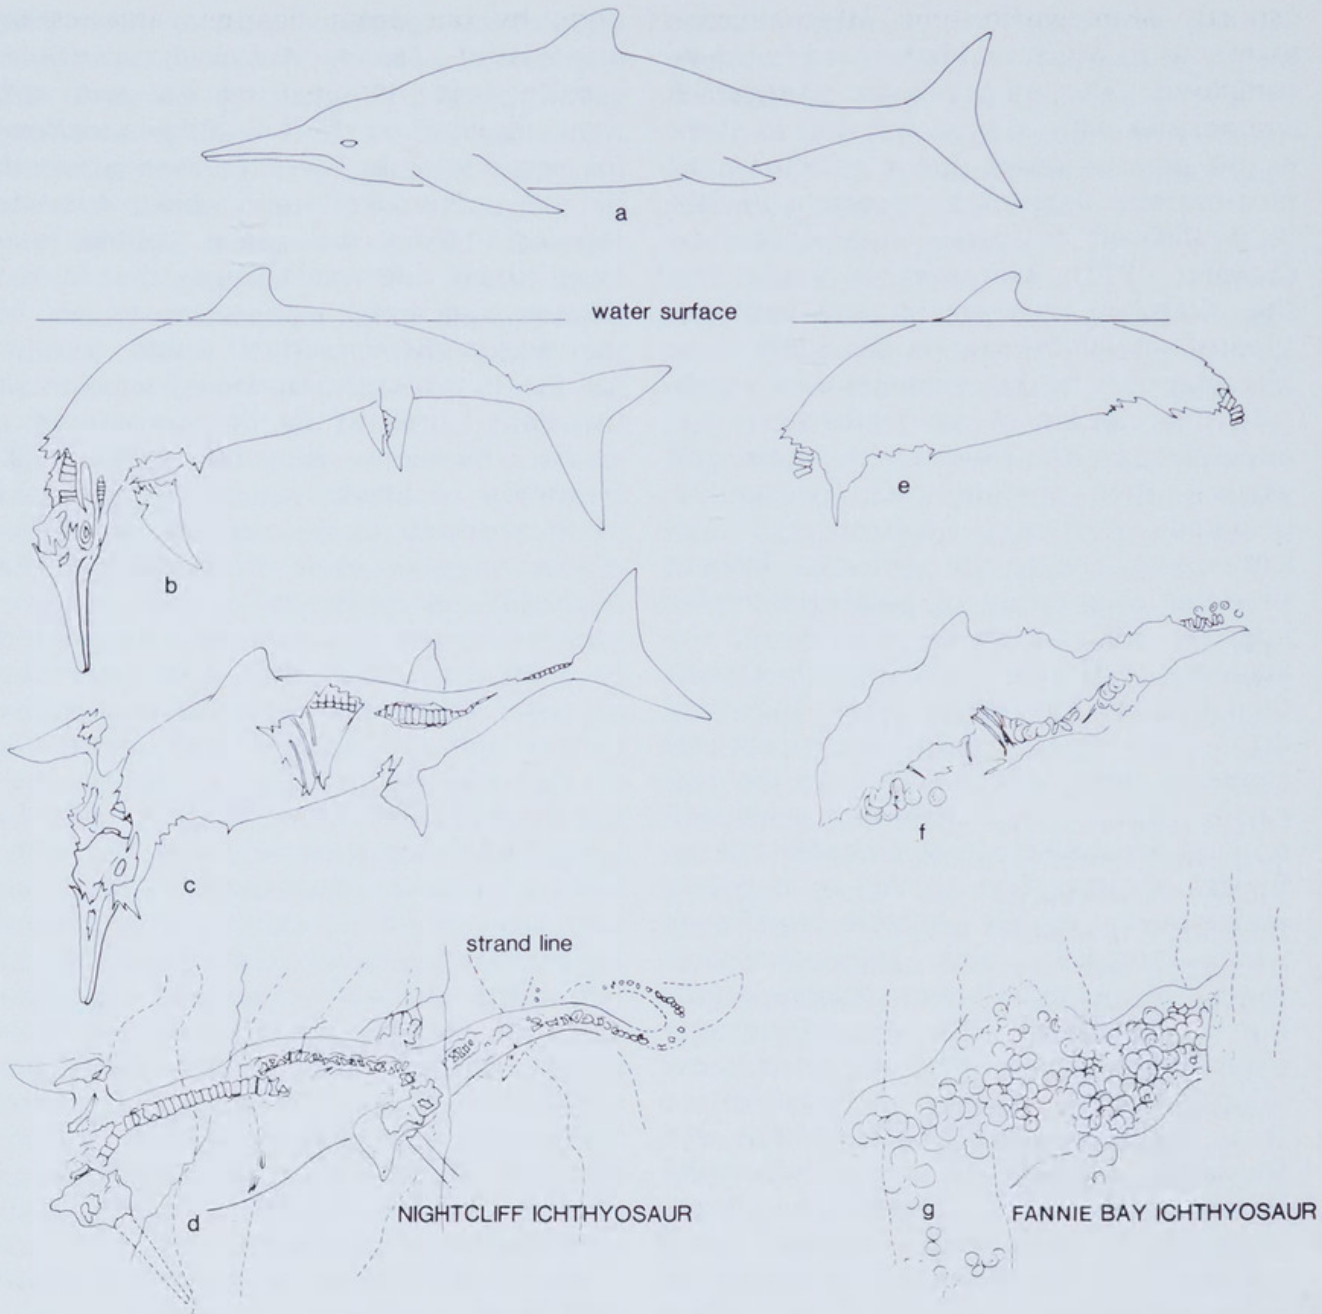 a
water surface
e
b
f
c
strand line
d
NIGHTCLIFF ICHTHYOSAUR
g
FANNIE BAY ICHTHYOSAUR